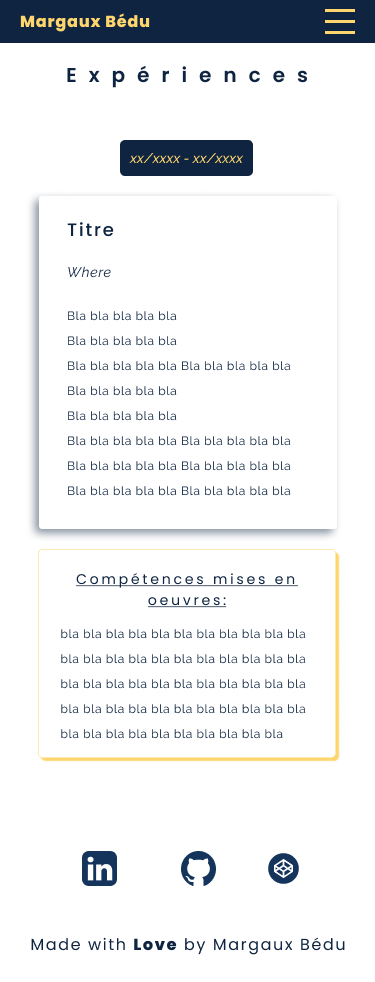 Margaux Bédu
Expériences
xx/xxxx - xx/xxxx
Titre
Where
Bla bla bla bla bla
Bla bla bla bla bla
Bla bla bla bla bla Bla bla bla bla bla
Bla bla bla bla bla
Bla bla bla bla bla
Bla bla bla bla bla Bla bla bla bla bla
Bla bla bla bla bla Bla bla bla bla bla
Bla bla bla bla bla Bla bla bla bla bla
Compétences mises en
oeuvres:
bla bla bla bla bla bla bla bla bla bla bla
bla bla bla bla bla bla bla bla bla bla bla
bla bla bla bla bla bla bla bla bla bla bla
bla bla bla bla bla bla bla bla bla bla bla
bla bla bla bla bla bla bla bla bla bla
in
Made with Love by Margaux Bédu